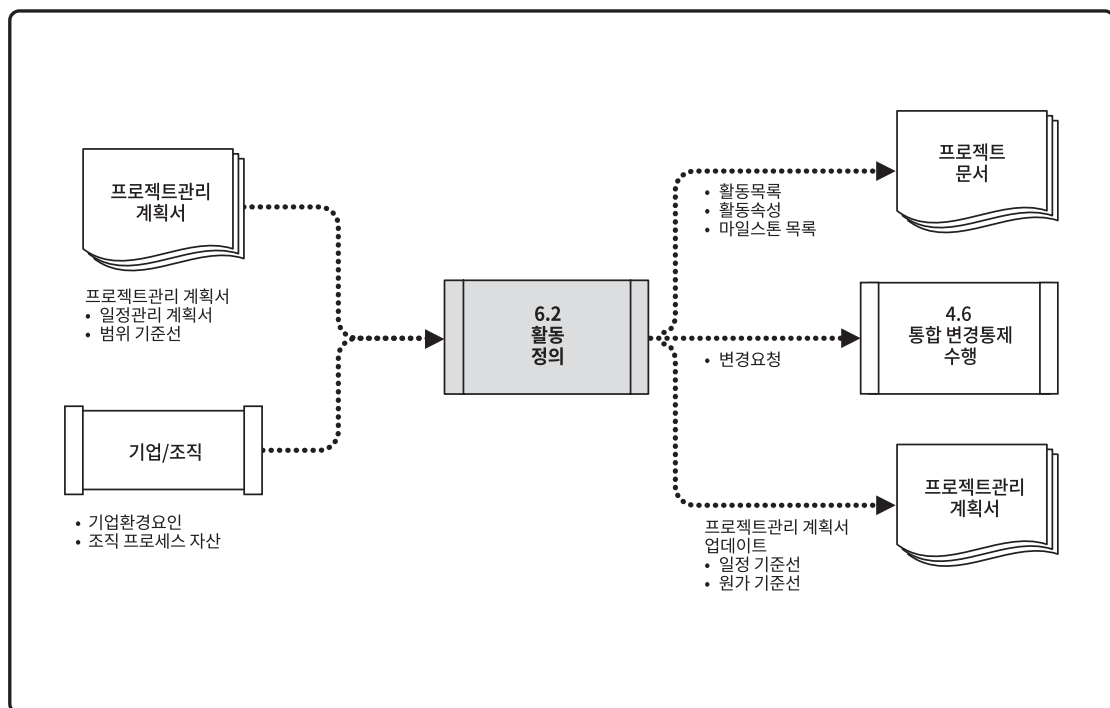 프로젝트관리
계획서
프로젝트관리 계획서
• 일정관리 계획서
• 범위 기준선
기업/조직
• 기업환경요인
• 조직 프로세스 자산
6.2
활동
정의
• 활동목록
• 활동속성
• 마일스톤 목록
프로젝트
문서
• 변경요청
4.6
통합 변경통제
수행
프로젝트관리 계획서
업데이트
• 일정 기준선
• 원가 기준선
프로젝트관리
계획서